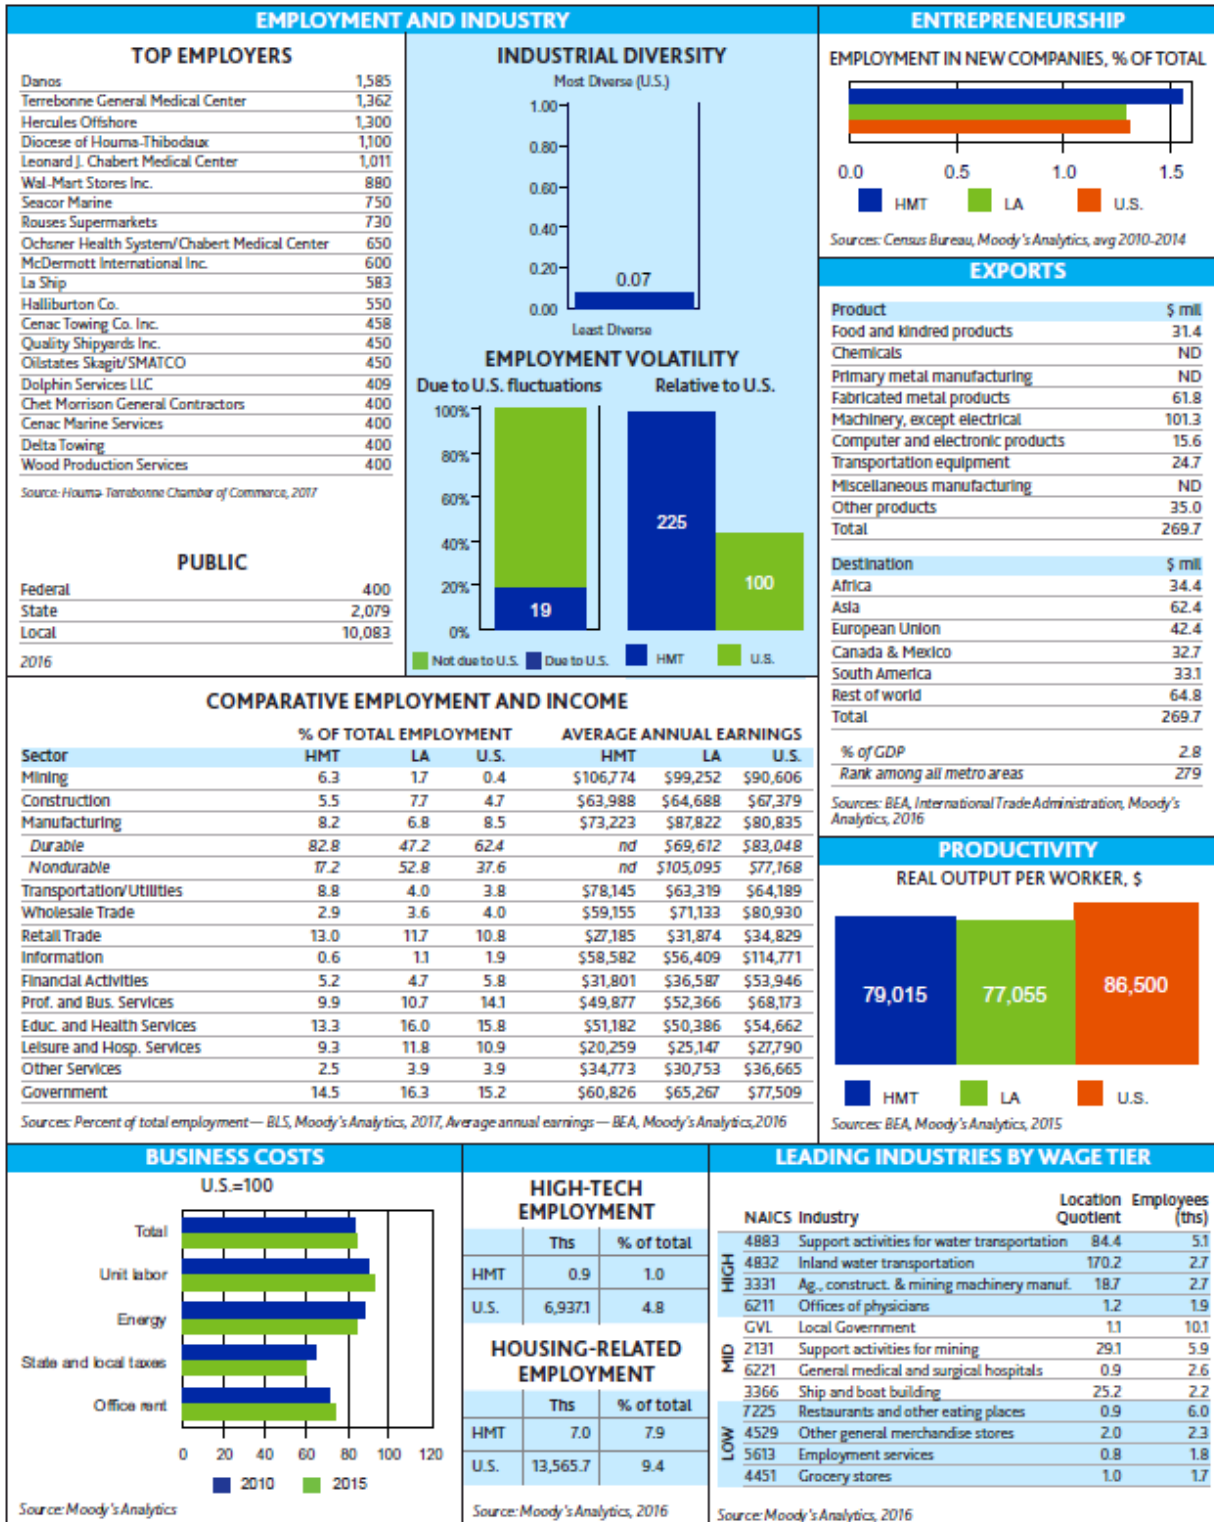 EMPLOYMENT AND INDUSTRY
TOP EMPLOYERS
Danos 1,585
Terrebonne General Medical Center 1,362
Hercules Offshore 1,300
Diocese of Houma-Thibodaux 1,100
Leonard J. Chabert Medical Center 1,011
Wal-Mart Stores Inc. 880
Seacor Marine 750
Rouses Supermarkets 730
Ochsner Health System/Chabert Medical Center 650
McDermott International Inc. 600
La Ship 583
Halliburton Co. 550
Cenac Towing Co. Inc. 458
Quality Shipyards Inc. 450
Oilstates Skagit/SMATCO 450
Dolphin Services LLC 409
Chet Morrison General Contractors 400
Cenac Marine Services 400
Delta Towing 400
Wood Production Services 400
Source: Houma-Terrebonne Chamber of Commerce, 2017
PUBLIC
Federal 400
State 2,079
Local 10,083
2016
INDUSTRIAL DIVERSITY
Most Diverse (U.S.)
1.00
0.80
0.60
0.40
0.20
0.07
0.00
Least Diverse
EMPLOYMENT VOLATILITY
Due to U.S. fluctuations Relative to U.S.
100%
80%
60%
225
40%
100
20%
19
0%
Not due to U.S. Due to U.S. HMT U.S.
ENTREPRENEURSHIP
EMPLOYMENT IN NEW COMPANIES, % OF TOTAL
0.0 0.5 1.0 1.5
HMT LA U.S.
Sources: Census Bureau, Moody's Analytics, avg 2010-2014
EXPORTS
Product $ mil
Food and kindred products 31.4
Chemicals ND
Primary metal manufacturing ND
Fabricated metal products 61.8
Machinery, except electrical 101.3
Computer and electronic products 15.6
Transportation equipment 24.7
Miscellaneous manufacturing ND
Other products 35.0
Total 269.7
Destination $ mil
Africa 34.4
Asia 62.4
European Union 42.4
Canada & Mexico 32.7
South America 33.1
Rest of world 64.8
Total 269.7
% of GDP 2.8
Rank among all metro areas 279
Sources: BEA, International Trade Administration, Moody's
Analytics, 2016
COMPARATIVE EMPLOYMENT AND INCOME
% OF TOTAL EMPLOYMENT AVERAGE ANNUAL EARNINGS
Sector HMT LA U.S. HMT LA U.S.
Mining 6.3 1.7 0.4 $106,774 $99,252 $90,606
Construction 5.5 7.7 4.7 $63,988 $64,688 $67,379
Manufacturing 8.2 6.8 8.5 $73,223 $87,822 $80,835
Durable 82.8 47.2 62.4 nd $69,612 $83,048
Nondurable 17.2 52.8 37.6 nd $105,095 $77,168
Transportation/Utilities 8.8 4.0 3.8 $78,145 $63,319 $64,189
Wholesale Trade 2.9 3.6 4.0 $59,155 $71,133 $80,930
Retail Trade 13.0 11.7 10.8 $27,185 $31,874 $34,829
Information 0.6 1.1 1.9 $58,582 $56,409 $114,771
Financial Activities 5.2 4.7 5.8 $31,801 $36,587 $53,946
Prof. and Bus. Services 9.9 10.7 14.1 $49,877 $52,366 $68,173
Educ. and Health Services 13.3 16.0 15.8 $51,182 $50,386 $54,662
Leisure and Hosp. Services 9.3 11.8 10.9 $20,259 $25,147 $27,790
Other Services 2.5 3.9 3.9 $34,773 $30,753 $36,665
Government 14.5 16.3 15.2 $60,826 $65,267 $77,509
Sources: Percent of total employment — BLS, Moody's Analytics, 2017, Average annual earnings — BEA, Moody's Analytics, 2016
PRODUCTIVITY
REAL OUTPUT PER WORKER, $
79,015 77,055 86,500
HMT LA U.S.
Sources: BEA, Moody's Analytics, 2015
BUSINESS COSTS
U.S.=100
Total
Unit labor
Energy
State and local taxes
Office rent
0 20 40 60 80 100 120
2010 2015
Source: Moody's Analytics
HIGH-TECH
EMPLOYMENT
Ths % of total
HMT 0.9 1.0
U.S. 6,937.1 4.8
HOUSING-RELATED
EMPLOYMENT
Ths % of total
HMT 7.0 7.9
U.S. 13,565.7 9.4
Source: Moody's Analytics, 2016
LEADING INDUSTRIES BY WAGE TIER
Location Employees
NAICS Industry Quotient (ths)
HIGH
4883 Support activities for water transportation 84.4 5.1
4832 Inland water transportation 170.2 2.7
3331 Ag., construct. & mining machinery manuf. 18.7 2.7
6211 Offices of physicians 1.2 1.9
MID
GVL Local Government 1.1 10.1
2131 Support activities for mining 29.1 5.9
6221 General medical and surgical hospitals 0.9 2.6
3366 Ship and boat building 25.2 2.2
LOW
7225 Restaurants and other eating places 0.9 6.0
4529 Other general merchandise stores 2.0 2.3
5613 Employment services 0.8 1.8
4451 Grocery stores 1.0 1.7
Source: Moody's Analytics, 2016